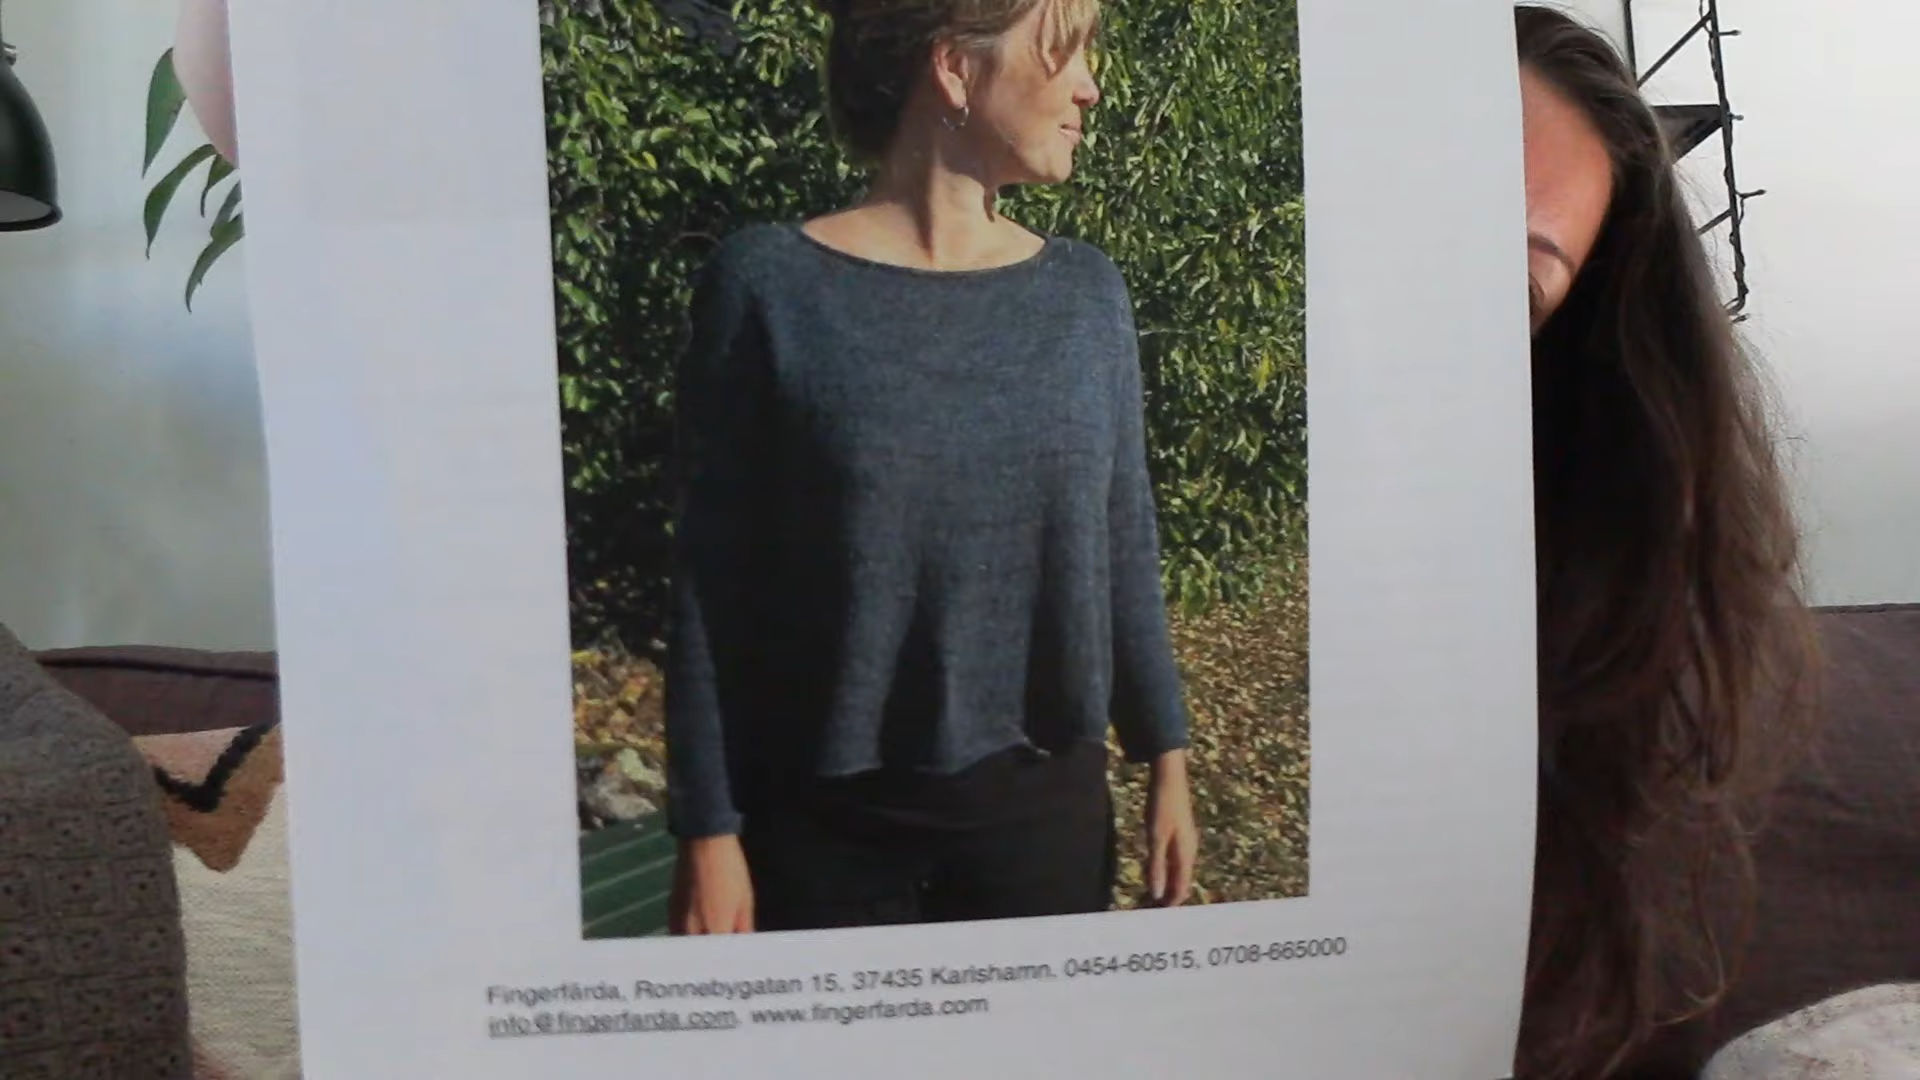 Fingerfärda, Ronnebygatan 15, 37435 Karlshamn, 0454-60515, 0708-665000
info@fingerfarda.com, www.fingerfarda.com